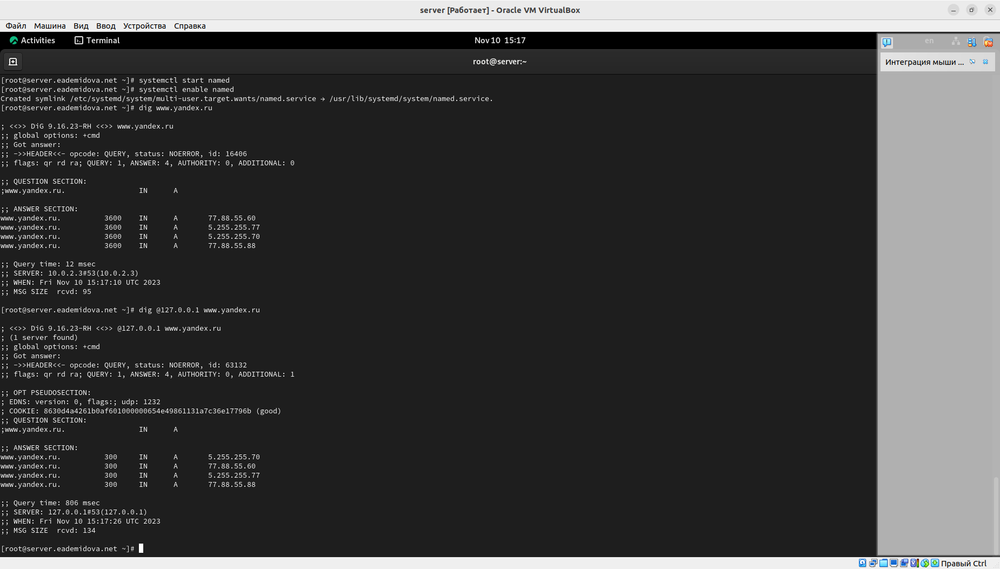 server [Работает] - Oracle VM VirtualBox
Файл Машина Вид Ввод Устройства Справка
Activities Terminal Nov 10 15:17 en
root@server:~
Интеграция мыши ...
[root@server.eademidova.net ~]# systemctl start named
[root@server.eademidova.net ~]# systemctl enable named
Created symlink /etc/systemd/system/multi-user.target.wants/named.service → /usr/lib/systemd/system/named.service.
[root@server.eademidova.net ~]# dig www.yandex.ru
; <<>> DiG 9.16.23-RH <<>> www.yandex.ru
;; global options: +cmd
;; Got answer:
;; ->>HEADER<<- opcode: QUERY, status: NOERROR, id: 16406
;; flags: qr rd ra; QUERY: 1, ANSWER: 4, AUTHORITY: 0, ADDITIONAL: 0
;; QUESTION SECTION:
;www.yandex.ru. IN A
;; ANSWER SECTION:
www.yandex.ru. 3600 IN A 77.88.55.60
www.yandex.ru. 3600 IN A 5.255.255.77
www.yandex.ru. 3600 IN A 5.255.255.70
www.yandex.ru. 3600 IN A 77.88.55.88
;; Query time: 12 msec
;; SERVER: 10.0.2.3#53(10.0.2.3)
;; WHEN: Fri Nov 10 15:17:10 UTC 2023
;; MSG SIZE rcvd: 95
[root@server.eademidova.net ~]# dig @127.0.0.1 www.yandex.ru
; <<>> DiG 9.16.23-RH <<>> @127.0.0.1 www.yandex.ru
; (1 server found)
;; global options: +cmd
;; Got answer:
;; ->>HEADER<<- opcode: QUERY, status: NOERROR, id: 63132
;; flags: qr rd ra; QUERY: 1, ANSWER: 4, AUTHORITY: 0, ADDITIONAL: 1
;; OPT PSEUDOSECTION:
; EDNS: version: 0, flags:; udp: 1232
; COOKIE: 8630d4a4261b0af601000000654e49861131a7c36e17796b (good)
;; QUESTION SECTION:
;www.yandex.ru. IN A
;; ANSWER SECTION:
www.yandex.ru. 300 IN A 5.255.255.70
www.yandex.ru. 300 IN A 77.88.55.60
www.yandex.ru. 300 IN A 5.255.255.77
www.yandex.ru. 300 IN A 77.88.55.88
;; Query time: 806 msec
;; SERVER: 127.0.0.1#53(127.0.0.1)
;; WHEN: Fri Nov 10 15:17:26 UTC 2023
;; MSG SIZE rcvd: 134
[root@server.eademidova.net ~]#
Правый Ctrl